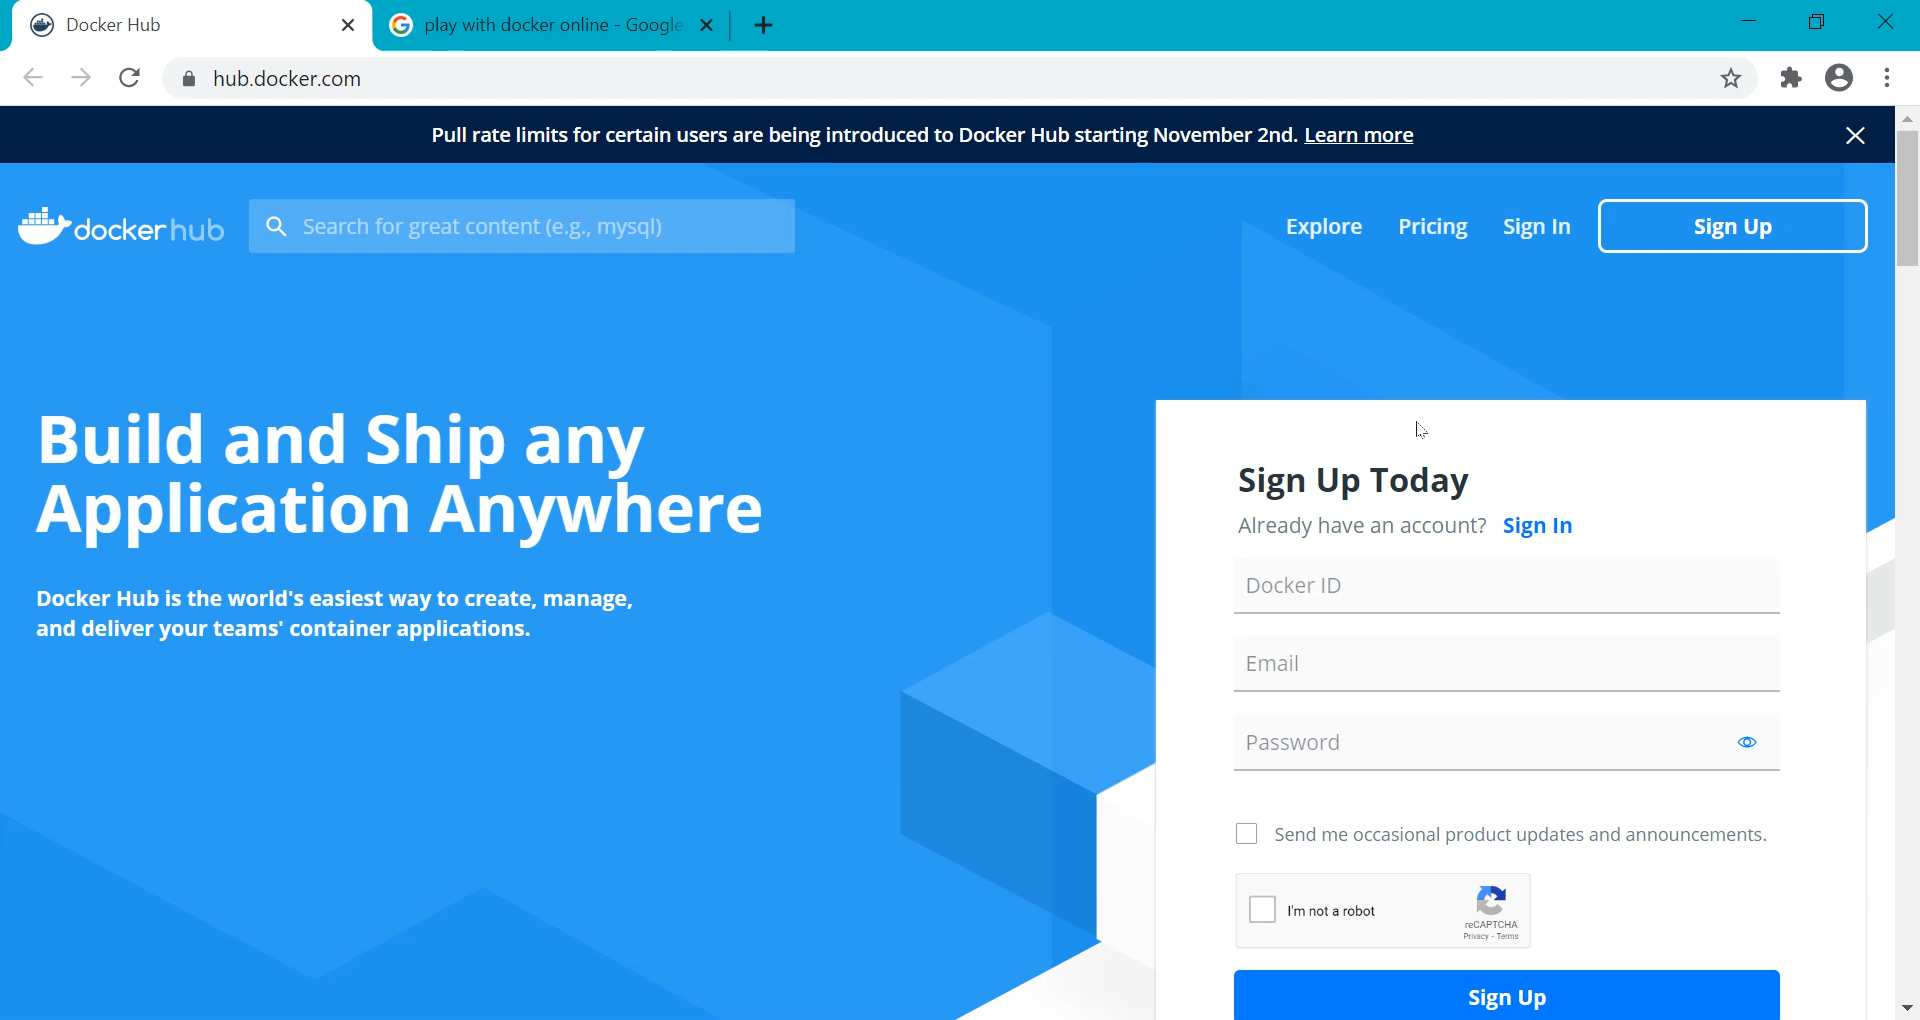 Docker Hub
play with docker online - Google
hub.docker.com
Pull rate limits for certain users are being introduced to Docker Hub starting November 2nd. Learn more
dockerhub
Search for great content (e.g., mysql)
Explore
Pricing
Sign In
Sign Up
Build and Ship any
Application Anywhere
Docker Hub is the world's easiest way to create, manage,
and deliver your teams' container applications.
Sign Up Today
Already have an account? Sign In
Docker ID
Email
Password
Send me occasional product updates and announcements.
I'm not a robot
reCAPTCHA
Privacy - Terms
Sign Up